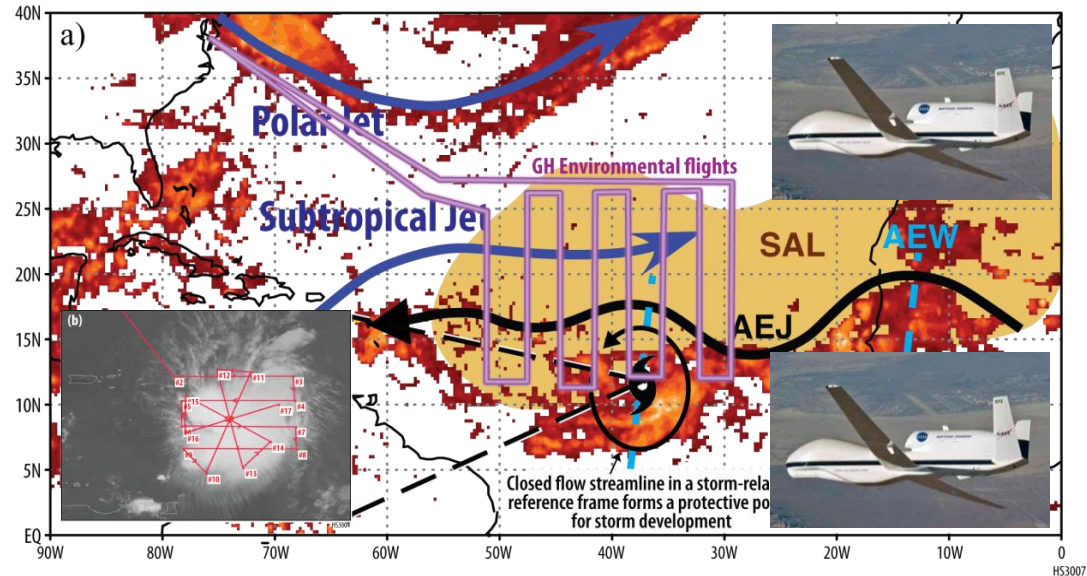 a)
40N
35N
30N
25N
20N
15N
10N
5N
EQ
Polar Jet
GH Environmental flights
Subtropical Jet
SAL
AEW
AEJ
(b)
#2
#12
#11
#3
#15
#5
#17
#4
#7
#16
#14
#9
#8
#13
#10
Closed flow streamline in a storm-rela
reference frame forms a protective po
for storm development
90W
80W
70W
60W
50W
40W
30W
20W
10W
0
HS3007